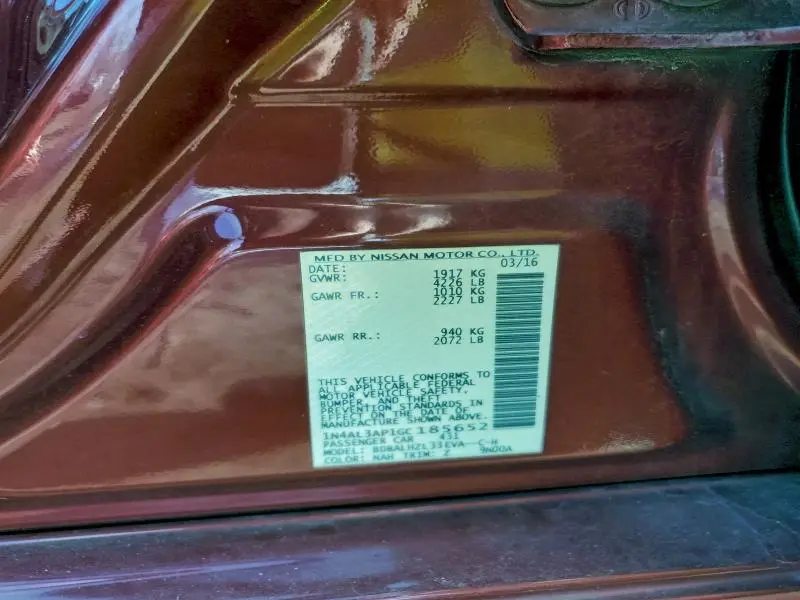 MFD BY NISSAN MOTOR CO., LTD.
DATE: 03/16
GVWR: 1917 KG
4226 LB
GAWR FR.: 1010 KG
2227 LB
GAWR RR.: 940 KG
2072 LB
THIS VEHICLE CONFORMS TO
ALL APPLICABLE FEDERAL
MOTOR VEHICLE SAFETY,
BUMPER, AND THEFT
PREVENTION STANDARDS IN
EFFECT ON THE DATE OF
MANUFACTURE SHOWN ABOVE.
1N4AL3AP1GC185652
PASSENGER CAR 431
MODEL: BDBALHZL33EVA--C-H
COLOR: NAH TRIM: Z 9N00A